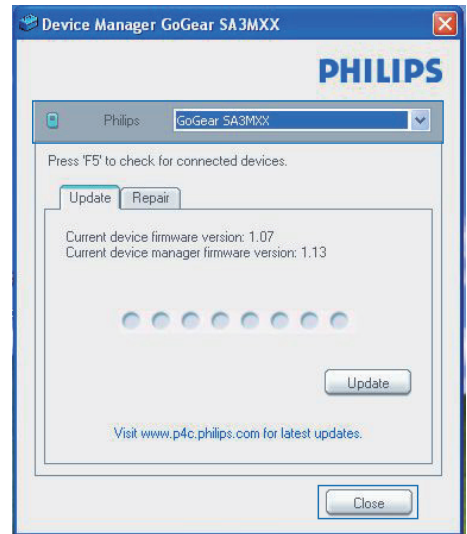 Device Manager GoGear SA3MXX
PHILIPS
Philips GoGear SA3MXX
Press 'F5' to check for connected devices.
Update Repair
Current device firmware version: 1.07
Current device manager firmware version: 1.13
Update
Visit www.p4c.philips.com for latest updates.
Close